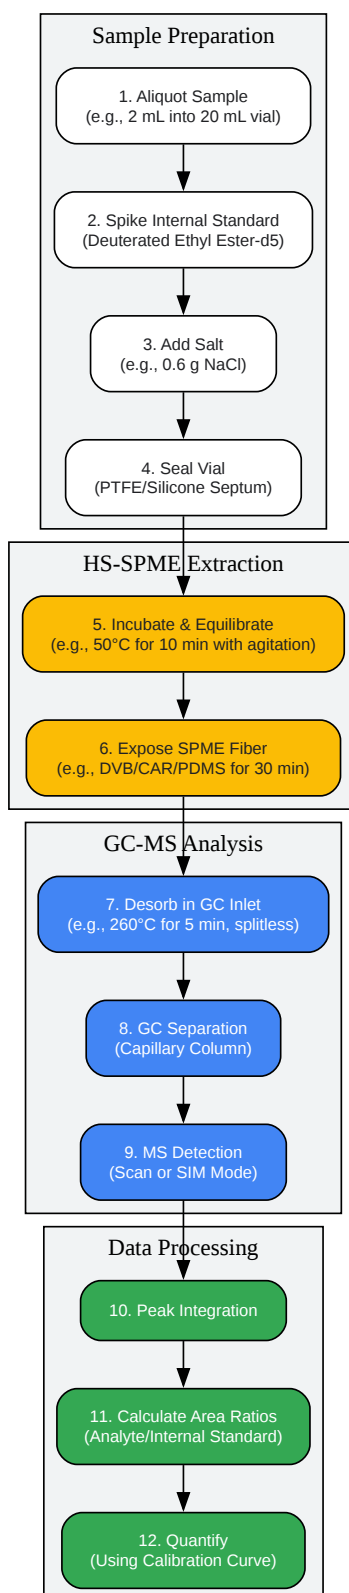 Sample Preparation
1. Aliquot Sample
(e.g., 2 mL into 20 mL vial)
2. Spike Internal Standard
(Deuterated Ethyl Ester-d5)
3. Add Salt
(e.g., 0.6 g NaCl)
4. Seal Vial
(PTFE/Silicone Septum)
HS-SPME Extraction
5. Incubate & Equilibrate
(e.g., 50°C for 10 min with agitation)
6. Expose SPME Fiber
(e.g., DVB/CAR/PDMS for 30 min)
GC-MS Analysis
7. Desorb in GC Inlet
(e.g., 260°C for 5 min, splitless)
8. GC Separation
(Capillary Column)
9. MS Detection
(Scan or SIM Mode)
Data Processing
10. Peak Integration
11. Calculate Area Ratios
(Analyte/Internal Standard)
12. Quantify
(Using Calibration Curve)